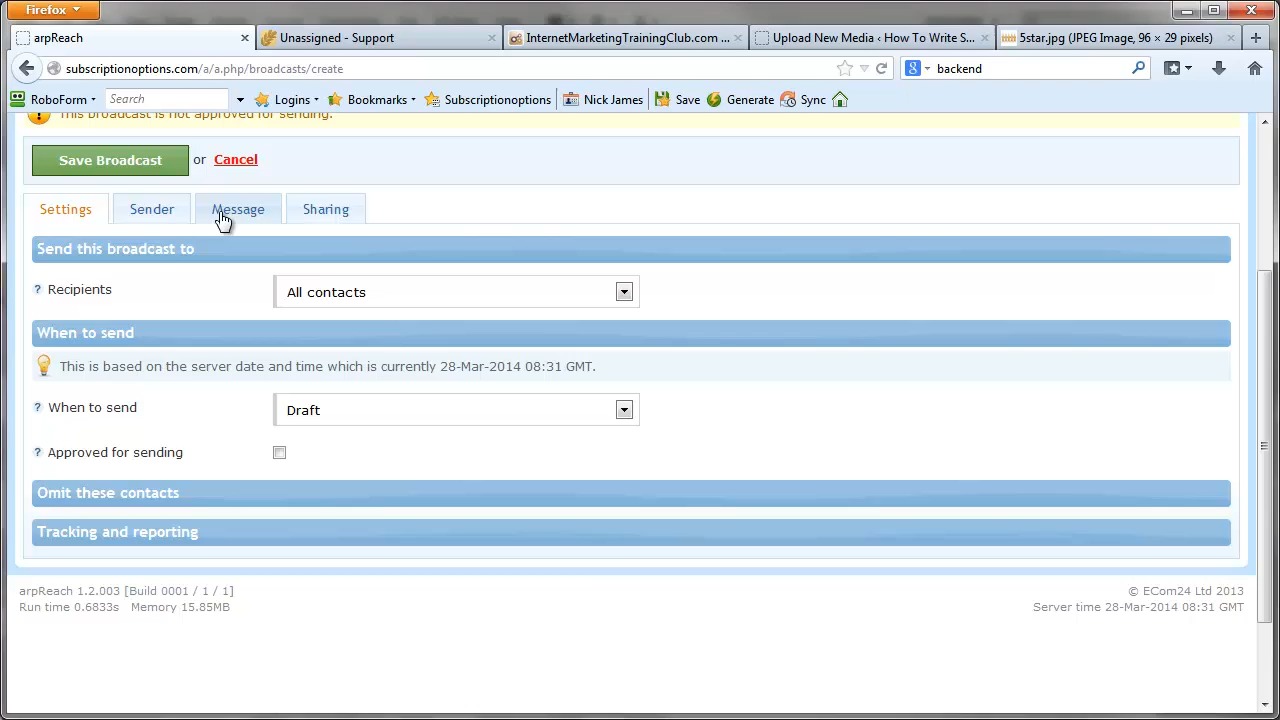 Firefox
arpReach
Unassigned - Support
InternetMarketingTrainingClub.com ...
Upload New Media ‹ How To Write S...
5star.jpg (JPEG Image, 96 × 29 pixels)
subscriptionoptions.com/a/a.php/broadcasts/create
backend
RoboForm
Search
Logins
Bookmarks
Subscriptionoptions
Nick James
Save
Generate
Sync
This broadcast is not approved for sending.
Save Broadcast or Cancel
Settings
Sender
Message
Sharing
Send this broadcast to
? Recipients
All contacts
When to send
This is based on the server date and time which is currently 28-Mar-2014 08:31 GMT.
? When to send
Draft
? Approved for sending
Omit these contacts
Tracking and reporting
arpReach 1.2.003 [Build 0001 / 1 / 1]
© ECom24 Ltd 2013
Run time 0.6833s Memory 15.85MB
Server time 28-Mar-2014 08:31 GMT